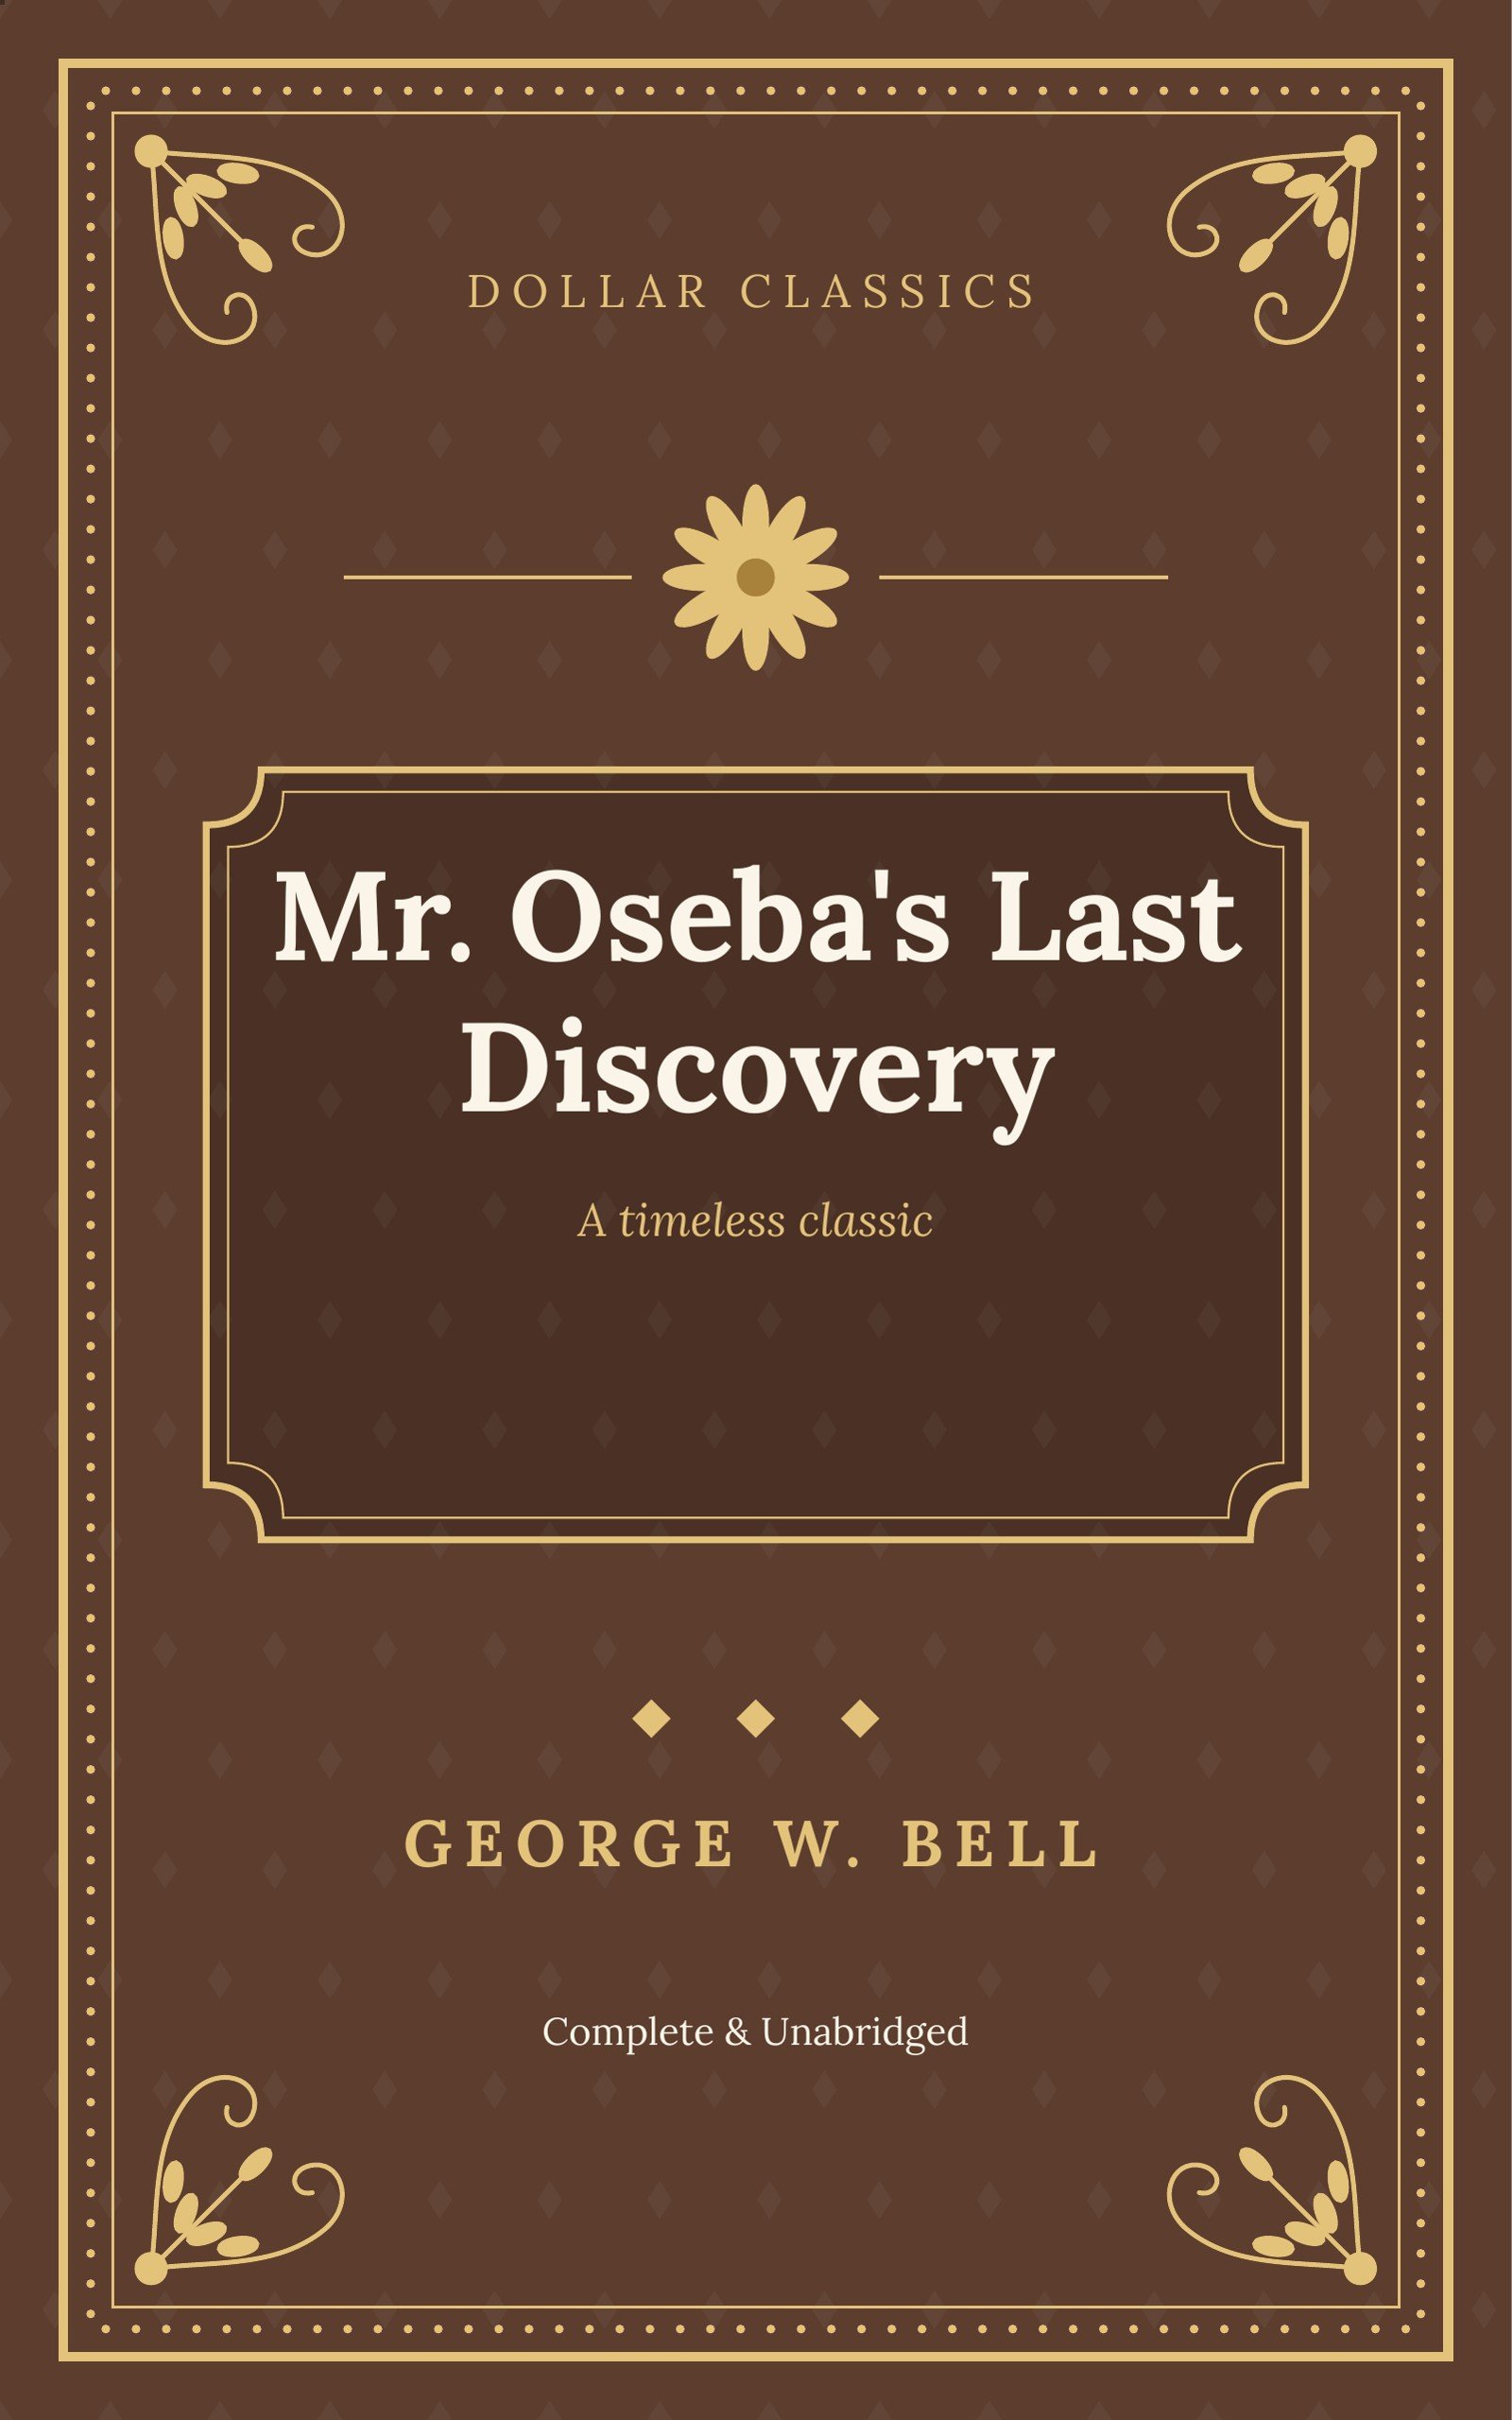 DOLLAR CLASSICS
Mr. Oseba's Last
Discovery
A timeless classic
GEORGE W. BELL
Complete & Unabridged